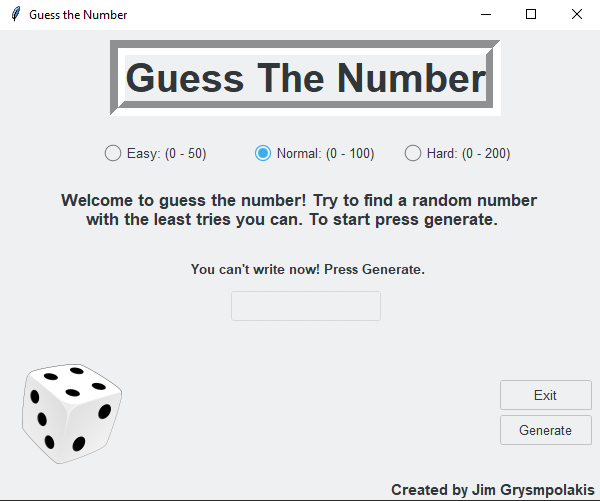 Guess the Number
Guess The Number
Easy: (0 - 50) Normal: (0 - 100) Hard: (0 - 200)
Welcome to guess the number! Try to find a random number
with the least tries you can. To start press generate.
You can't write now! Press Generate.
Exit
Generate
Created by Jim Grysmpolakis